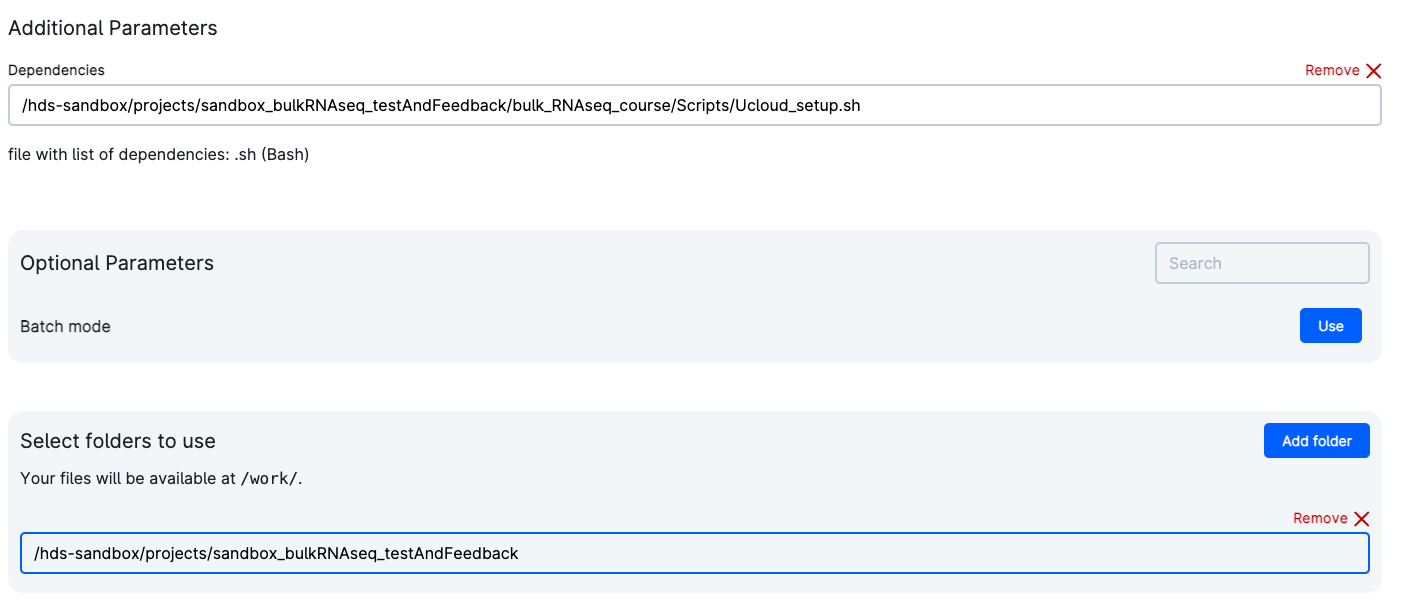 Additional Parameters
Dependencies
Remove
/hds-sandbox/projects/sandbox_bulkRNAseq_testAndFeedback/bulk_RNAseq_course/Scripts/Ucloud_setup.sh
file with list of dependencies: .sh (Bash)
Optional Parameters
Search
Batch mode
Use
Select folders to use
Add folder
Your files will be available at /work/.
Remove
/hds-sandbox/projects/sandbox_bulkRNAseq_testAndFeedback